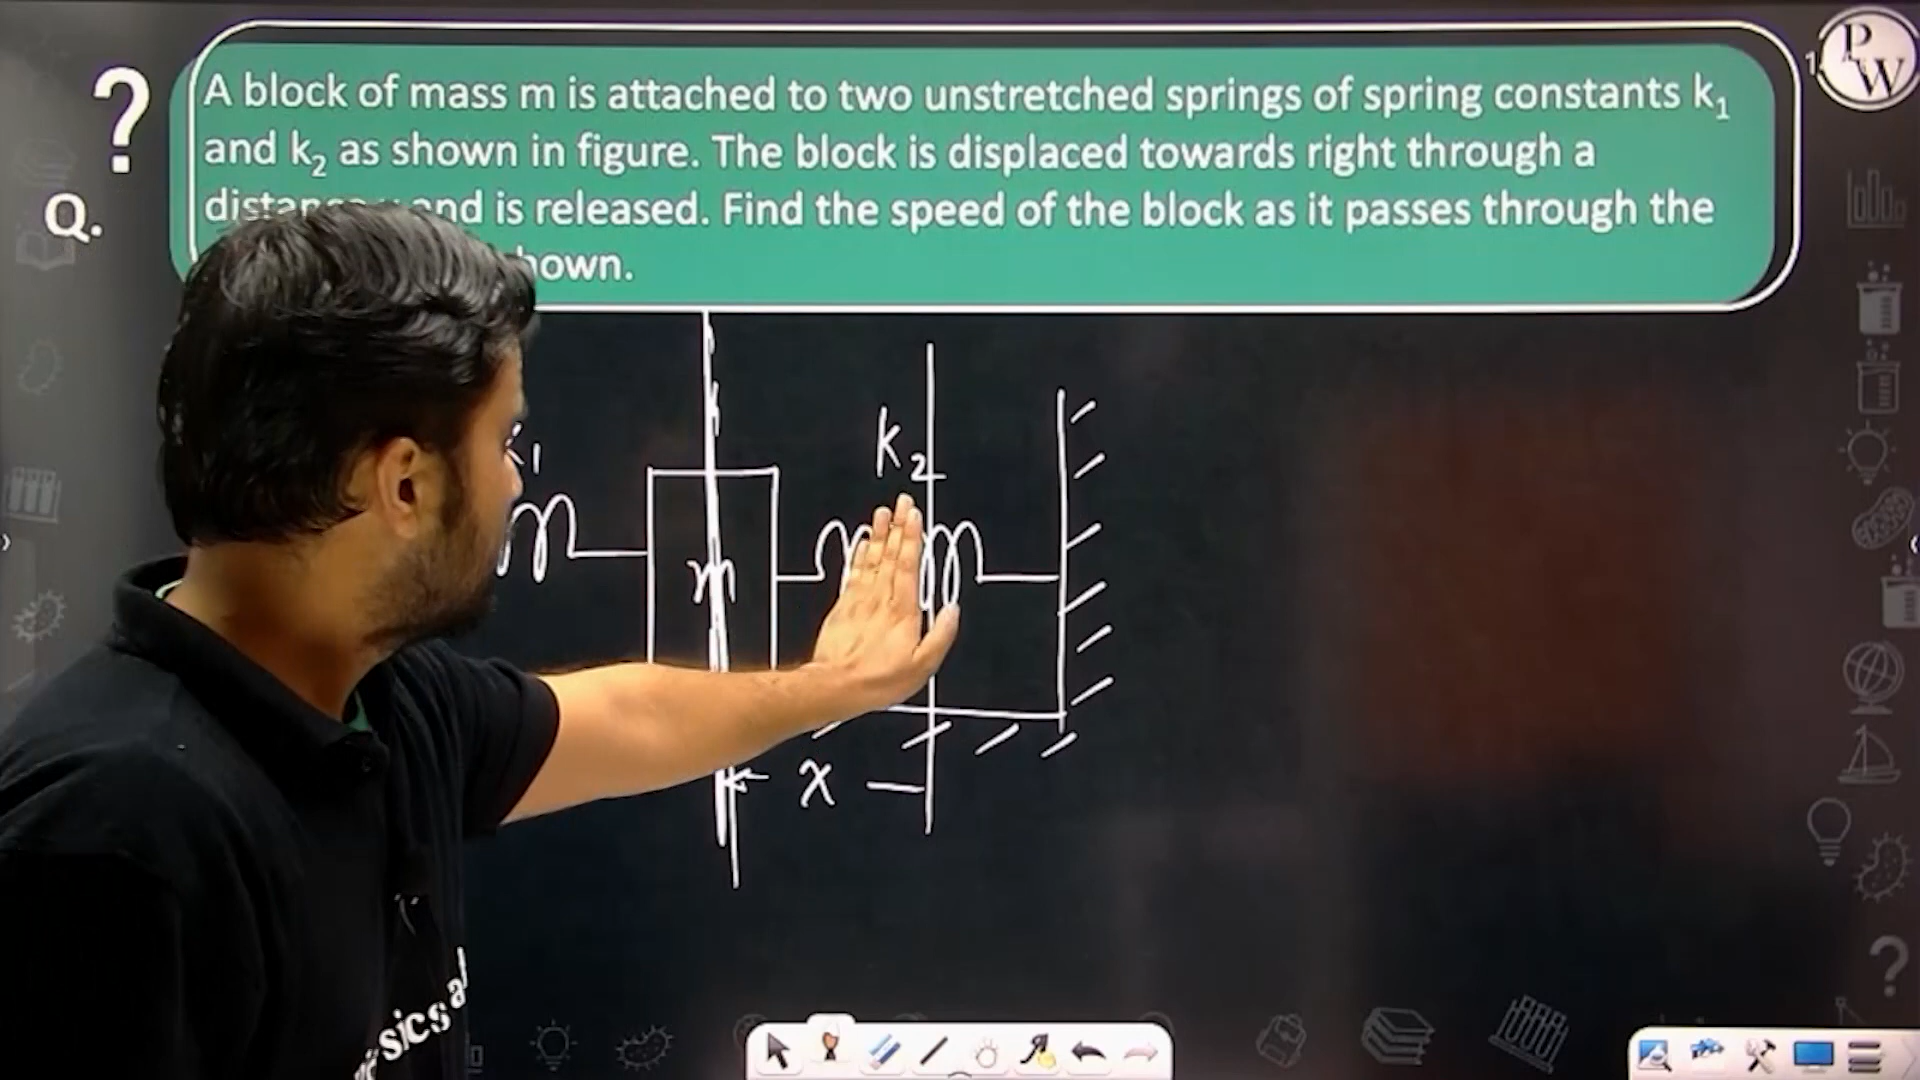 A block of mass m is attached to two unstretched springs of spring constants k₁
and k₂ as shown in figure. The block is displaced towards right through a
and is released. Find the speed of the block as it passes through the
Q.
?
PW
k₂
m
x